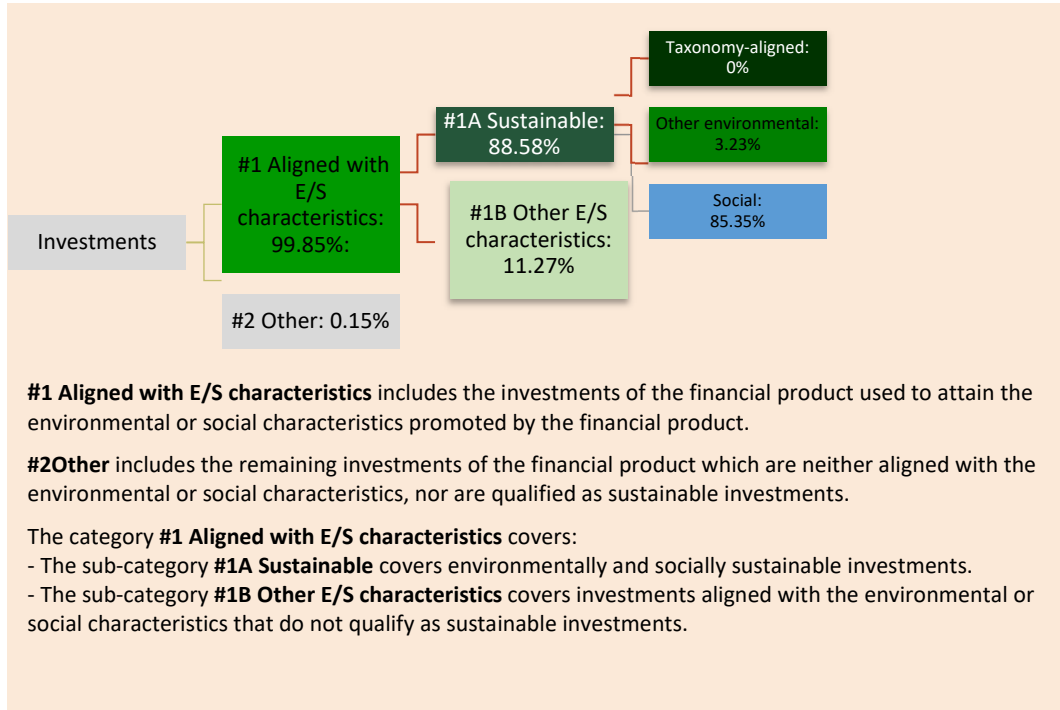 Taxonomy-aligned:
0%
#1A Sustainable:
88.58%
Other environmental:
3.23%
#1 Aligned with
E/S
characteristics:
99.85%:
#1B Other E/S
characteristics:
11.27%
Social:
85.35%
Investments
#2 Other: 0.15%
#1 Aligned with E/S characteristics includes the investments of the financial product used to attain the
environmental or social characteristics promoted by the financial product.
#2Other includes the remaining investments of the financial product which are neither aligned with the
environmental or social characteristics, nor are qualified as sustainable investments.
The category #1 Aligned with E/S characteristics covers:
- The sub-category #1A Sustainable covers environmentally and socially sustainable investments.
- The sub-category #1B Other E/S characteristics covers investments aligned with the environmental or
social characteristics that do not qualify as sustainable investments.